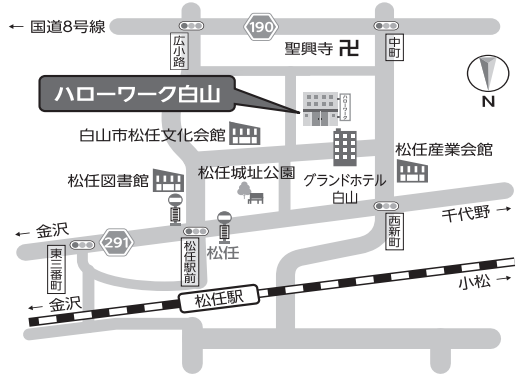 ← 国道8号線
190
広小路
聖興寺 卍
中町
ハローワーク白山
ハローワーク
N
白山市松任文化会館
松任産業会館
松任城址公園
グランドホテル
白山
松任図書館
千代野 →
← 金沢
291
東三番町
松任駅前
松任
西新町
小松 →
← 金沢
松任駅